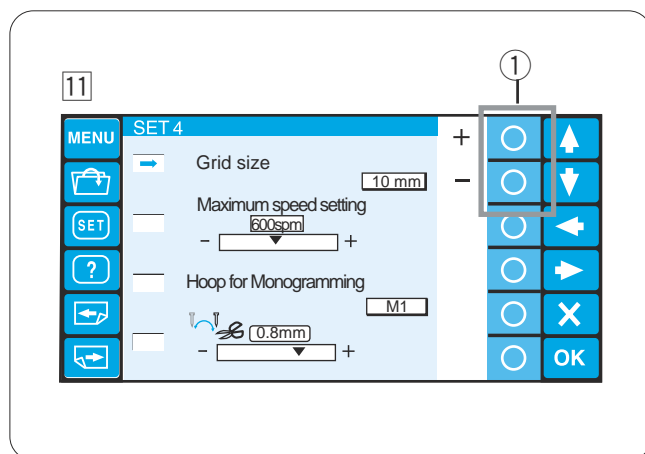 11
1
MENU
SET 4
+
Grid size
10 mm
−
Maximum speed setting
SET
600spm
- +
?
Hoop for Monogramming
M1
X
0.8mm
- +
OK